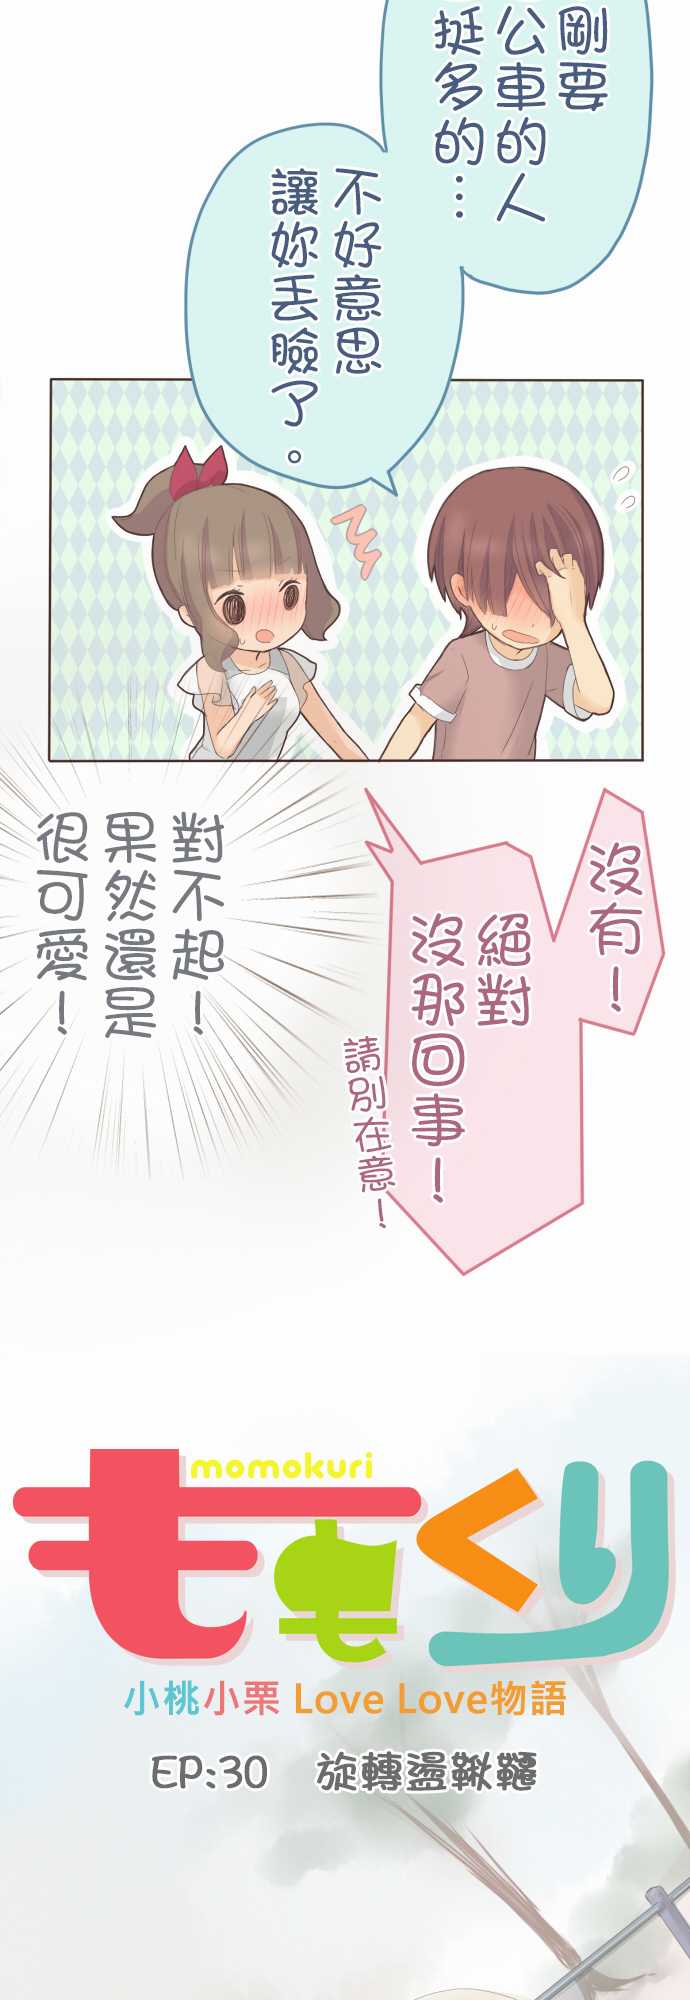 剛要
公車的人
挺多的…
不好意思
讓妳丟臉了。
沒有！
絕對
沒那回事！
請別在意！
對不起！
果然還是
很可愛！
momokuri
ももくり
小桃小栗 Love Love物語
EP:30 旋轉盪鞦韆